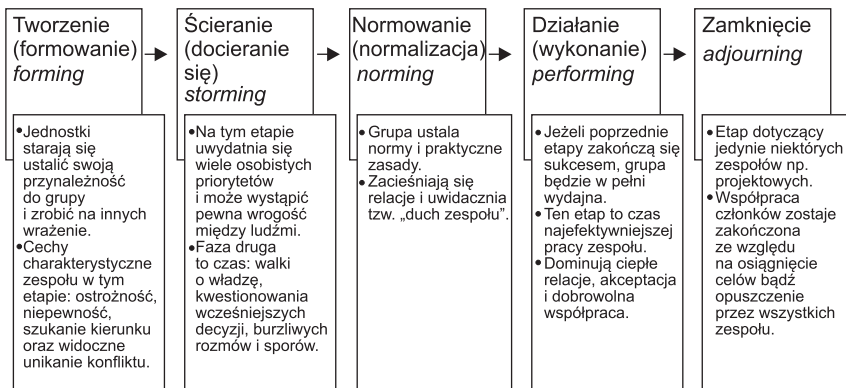 Tworzenie
(formowanie)
forming
•Jednostki
starają się
ustalić swoją
przynależność
do grupy
i zrobić na innych
wrażenie.
•Cechy
charakterystyczne
zespołu w tym
etapie: ostrożność,
niepewność,
szukanie kierunku
oraz widoczne
unikanie konfliktu.
Ścieranie
(docieranie
się)
storming
•Na tym etapie
uwydatnia się
wiele osobistych
priorytetów
i może wystąpić
pewna wrogość
między ludźmi.
•Faza druga
to czas: walki
o władzę,
kwestionowania
wcześniejszych
decyzji, burzliwych
rozmów i sporów.
Normowanie
(normalizacja)
norming
•Grupa ustala
normy i praktyczne
zasady.
•Zacieśniają się
relacje i uwidacznia
tzw. „duch zespołu”.
Działanie
(wykonanie)
performing
•Jeżeli poprzednie
etapy zakończą się
sukcesem, grupa
będzie w pełni
wydajna.
•Ten etap to czas
najefektywniejszej
pracy zespołu.
•Dominują ciepłe
relacje, akceptacja
i dobrowolna
współpraca.
Zamknięcie
adjourning
•Etap dotyczący
jedynie niektórych
zespołów np.
projektowych.
•Współpraca
członków zostaje
zakończona
ze względu
na osiągnięcie
celów bądź
opuszczenie
przez wszystkich
zespołu.